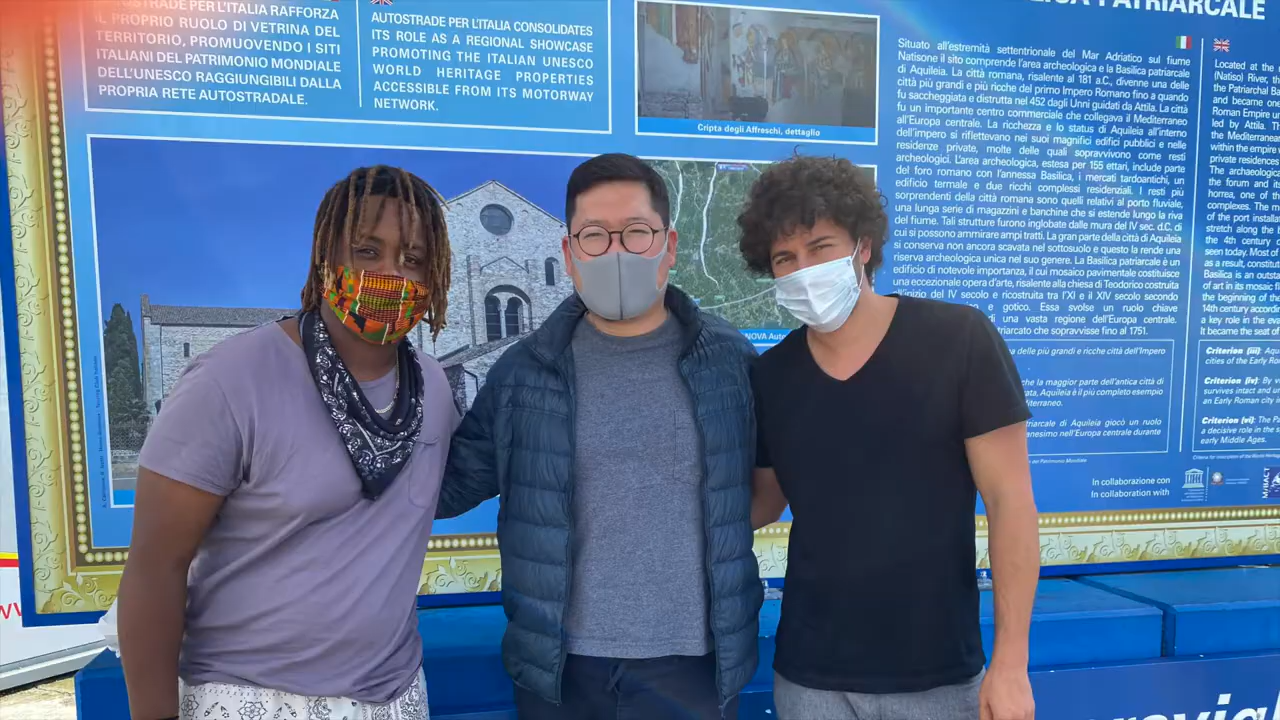 OSTRADE PER L'ITALIA RAFFORZA
IL PROPRIO RUOLO DI VETRINA DEL
TERRITORIO, PROMUOVENDO I SITI
ITALIANI DEL PATRIMONIO MONDIALE
DELL'UNESCO RAGGIUNGIBILI DALLA
PROPRIA RETE AUTOSTRADALE.
AUTOSTRADE PER L'ITALIA CONSOLIDATES
ITS ROLE AS A REGIONAL SHOWCASE
PROMOTING THE ITALIAN UNESCO
WORLD HERITAGE PROPERTIES
ACCESSIBLE FROM ITS MOTORWAY
NETWORK.
Cripta degli Affreschi, dettaglio
PATRIARCALE
Situato all'estremità settentrionale del Mar Adriatico sul fiume
Natisone il sito comprende l'area archeologica e la Basilica patriarcale
di Aquileia. La città romana, risalente al 181 a.C., divenne una delle
città più grandi e più ricche del primo Impero Romano fino a quando
fu saccheggiata e distrutta nel 452 dagli Unni guidati da Attila. La città
fu un importante centro commerciale che collegava il Mediterraneo
all'Europa centrale. La ricchezza e lo status di Aquileia all'interno
dell'impero si riflettevano nei suoi magnifici edifici pubblici e nelle
residenze private, molte delle quali sopravvivono come resti
archeologici. L'area archeologica, estesa per 155 ettari, include parte
del foro romano con l'annessa Basilica, i mercati tardoantichi, un
edificio termale e due ricchi complessi residenziali. I resti più
sorprendenti della città romana sono quelli relativi al porto fluviale,
una lunga serie di magazzini e banchine che si estende lungo la riva
del fiume. Tali strutture furono inglobate dalle mura del IV sec. d.C. di
cui si possono ammirare ampi tratti. La gran parte della città di Aquileia
si conserva non ancora scavata nel sottosuolo e questo la rende una
riserva archeologica unica nel suo genere. La Basilica patriarcale è un
edificio di notevole importanza, il cui mosaico pavimentale costituisce
una eccezionale opera d'arte, risalente alla chiesa di Teodorico costruita
all'inizio del IV secolo e ricostruita tra l'XI e il XIV secolo secondo
e gotico. Essa svolse un ruolo chiave
di una vasta regione dell'Europa centrale.
triarcato che sopravvisse fino al 1751.
Located at the
(Natiso) River, th
the Patriarchal Ba
and became one
Roman Empire un
led by Attila. Th
the Mediterranea
within the empire
private residences
The archaeologica
the forum and its
horrea, one of th
complexes. The m
of the port installa
stretch along the b
the 4th century
seen today. Most of
as a result, constitut
Basilica is an outsta
of art in its mosaic f
the beginning of the
14th century accordin
a key role in the eva
It became the seat of
NOVA Auto
a delle più grandi e ricche città dell'Impero
che la maggior parte dell'antica città di
rata, Aquileia è il più completo esempio
diterraneo.
triarcale di Aquileia giocò un ruolo
anesimo nell'Europa centrale durante
Criterion (iii): Aqu
cities of the Early Ro
Criterion (iv): By v
survives intact and un
an Early Roman city in
Criterion (vi): The Pa
a decisive role in the s
early Middle Ages.
In collaborazione con
In collaboration with
MiBACT